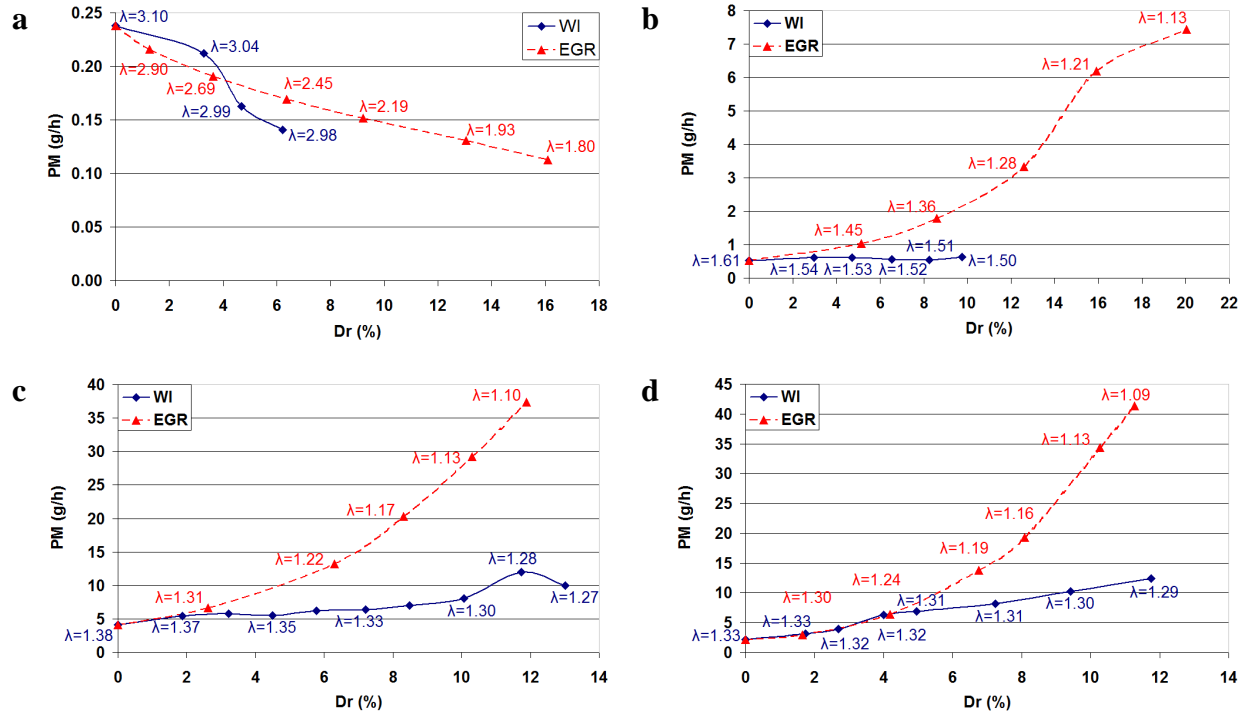 a
PM (g/h)
0.25
0.20
0.15
0.10
0.05
0.00
0 2 4 6 8 10 12 14 16 18
Dr (%)
WI
EGR
λ=3.10
λ=3.04
λ=2.99
λ=2.98
λ=2.90
λ=2.69
λ=2.45
λ=2.19
λ=1.93
λ=1.80
b
PM (g/h)
8
7
6
5
4
3
2
1
0
0 2 4 6 8 10 12 14 16 18 20 22
Dr (%)
WI
EGR
λ=1.61
λ=1.54
λ=1.53
λ=1.52
λ=1.51
λ=1.50
λ=1.45
λ=1.36
λ=1.28
λ=1.21
λ=1.13
c
PM (g/h)
40
35
30
25
20
15
10
5
0
0 2 4 6 8 10 12 14
Dr (%)
WI
EGR
λ=1.38
λ=1.37
λ=1.35
λ=1.33
λ=1.30
λ=1.28
λ=1.27
λ=1.31
λ=1.22
λ=1.17
λ=1.13
λ=1.10
d
PM (g/h)
45
40
35
30
25
20
15
10
5
0
0 2 4 6 8 10 12 14
Dr (%)
WI
EGR
λ=1.33
λ=1.33
λ=1.32
λ=1.32
λ=1.31
λ=1.31
λ=1.30
λ=1.29
λ=1.30
λ=1.24
λ=1.19
λ=1.16
λ=1.13
λ=1.09